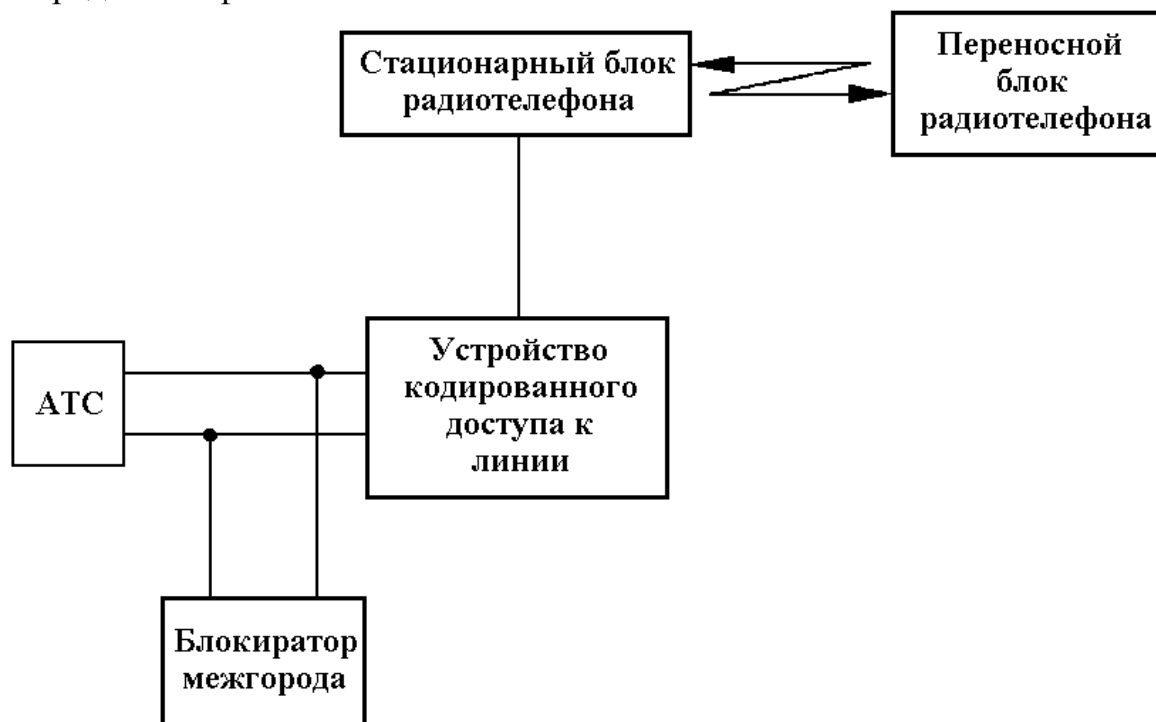 Стационарный блок
радиотелефона
Переносной
блок
радиотелефона
Устройство
кодированного
доступа к
линии
АТС
Блокиратор
межгорода